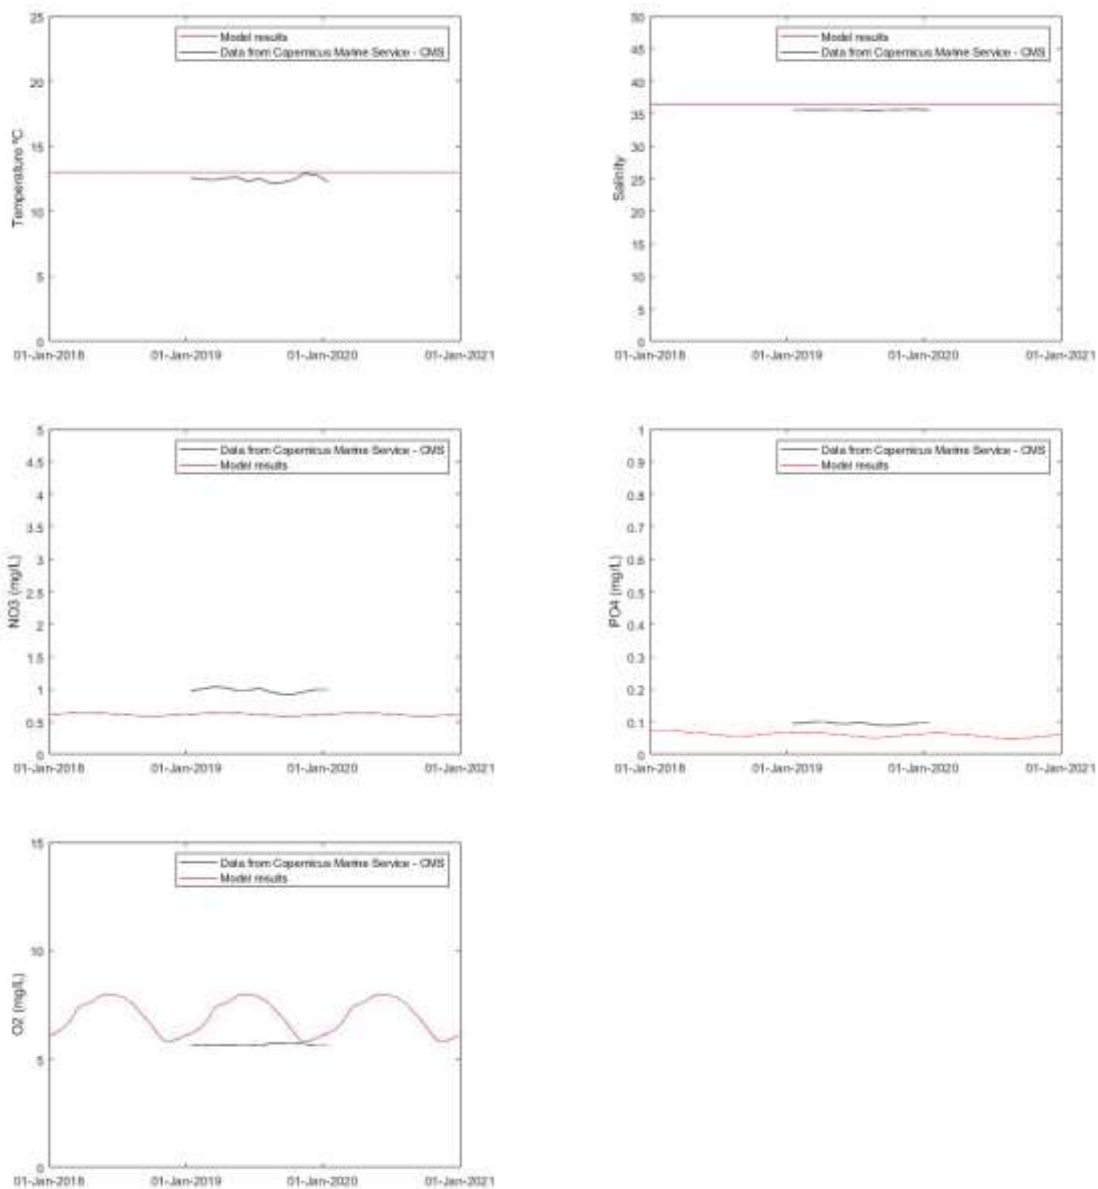 25
20
15
10
5
0
Temperature ºC
Model results
Data from Copernicus Marine Service - CMS
01-Jan-2018 01-Jan-2019 01-Jan-2020 01-Jan-2021
50
45
40
35
30
25
20
15
10
5
0
Salinity
Model results
Data from Copernicus Marine Service - CMS
01-Jan-2018 01-Jan-2019 01-Jan-2020 01-Jan-2021
5
4.5
4
3.5
3
2.5
2
1.5
1
0.5
0
NO3 (mg/L)
Data from Copernicus Marine Service - CMS
Model results
01-Jan-2018 01-Jan-2019 01-Jan-2020 01-Jan-2021
1
0.9
0.8
0.7
0.6
0.5
0.4
0.3
0.2
0.1
0
PO4 (mg/L)
Data from Copernicus Marine Service - CMS
Model results
01-Jan-2018 01-Jan-2019 01-Jan-2020 01-Jan-2021
15
10
5
0
O2 (mg/L)
Data from Copernicus Marine Service - CMS
Model results
01-Jan-2018 01-Jan-2019 01-Jan-2020 01-Jan-2021